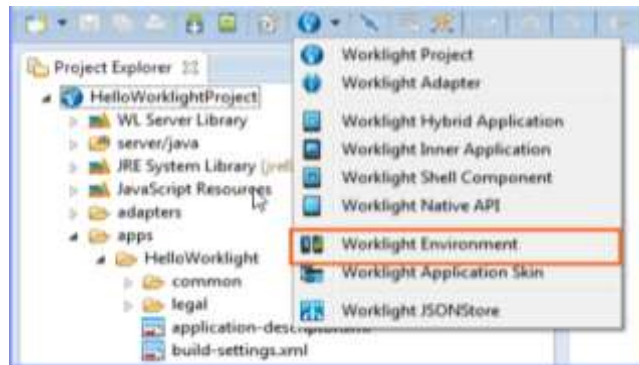 Project Explorer
HelloWorklightProject
WL Server Library
server/java
JRE System Library
JavaScript Resources
adapters
apps
HelloWorklight
common
legal
build-settings.xml
Worklight Project
Worklight Adapter
Worklight Hybrid Application
Worklight Inner Application
Worklight Shell Component
Worklight Native API
Worklight Environment
Worklight Application Skin
Worklight JSONStore